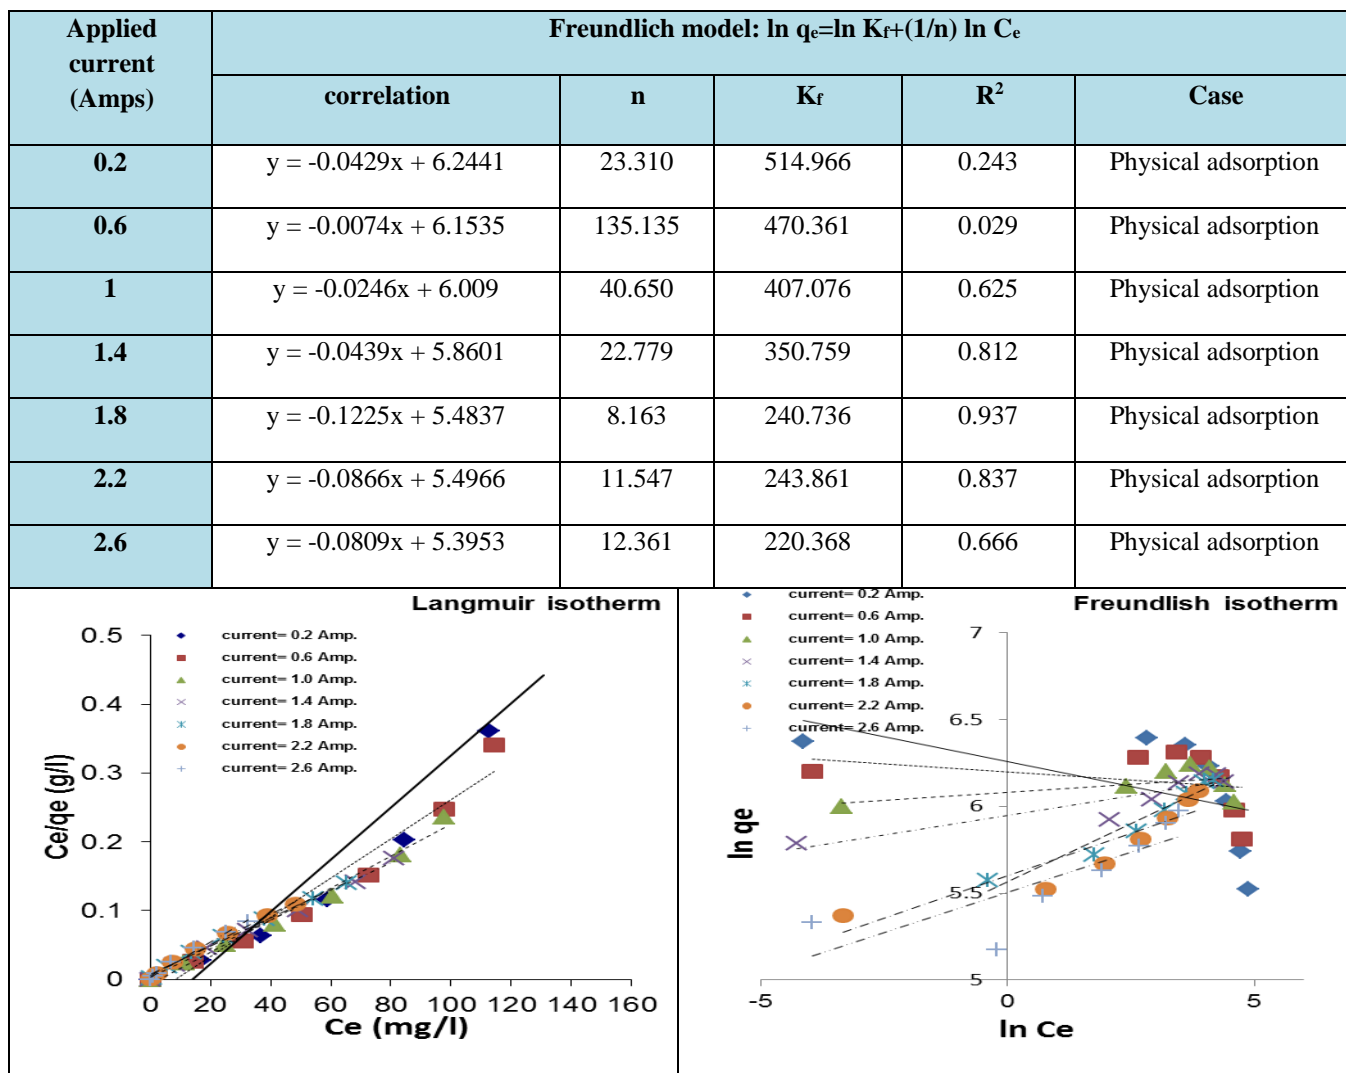 Applied current (Amps) Freundlich model: ln qe=ln Kf+(1/n) ln Ce
correlation n Kf R2 Case
0.2 y = -0.0429x + 6.2441 23.310 514.966 0.243 Physical adsorption
0.6 y = -0.0074x + 6.1535 135.135 470.361 0.029 Physical adsorption
1 y = -0.0246x + 6.009 40.650 407.076 0.625 Physical adsorption
1.4 y = -0.0439x + 5.8601 22.779 350.759 0.812 Physical adsorption
1.8 y = -0.1225x + 5.4837 8.163 240.736 0.937 Physical adsorption
2.2 y = -0.0866x + 5.4966 11.547 243.861 0.837 Physical adsorption
2.6 y = -0.0809x + 5.3953 12.361 220.368 0.666 Physical adsorption
Langmuir isotherm
current= 0.2 Amp.
current= 0.6 Amp.
current= 1.0 Amp.
current= 1.4 Amp.
current= 1.8 Amp.
current= 2.2 Amp.
current= 2.6 Amp.
0.5
0.4
0.3
0.2
0.1
0
Ce/qe (g/l)
0 20 40 60 80 100 120 140 160
Ce (mg/l)
Freundlish isotherm
current= 0.2 Amp.
current= 0.6 Amp.
current= 1.0 Amp.
current= 1.4 Amp.
current= 1.8 Amp.
current= 2.2 Amp.
current= 2.6 Amp.
7
6.5
6
5.5
5
ln qe
-5 0 5
ln Ce